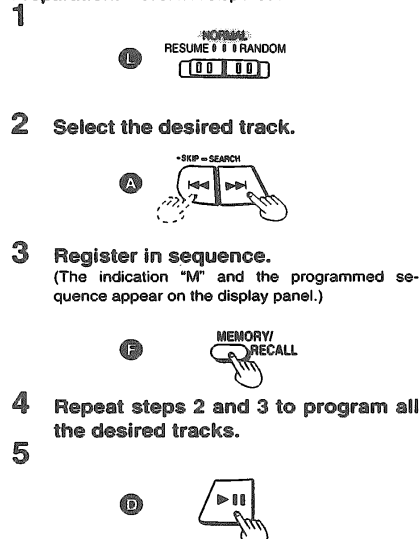 1
NORMAL
RESUME RANDOM
L
2 Select the desired track.
- SKIP = SEARCH
A
3 Register in sequence.
(The indication "M" and the programmed se-
quence appear on the display panel.)
MEMORY/
F RECALL
4 Repeat steps 2 and 3 to program all
the desired tracks.
5
D